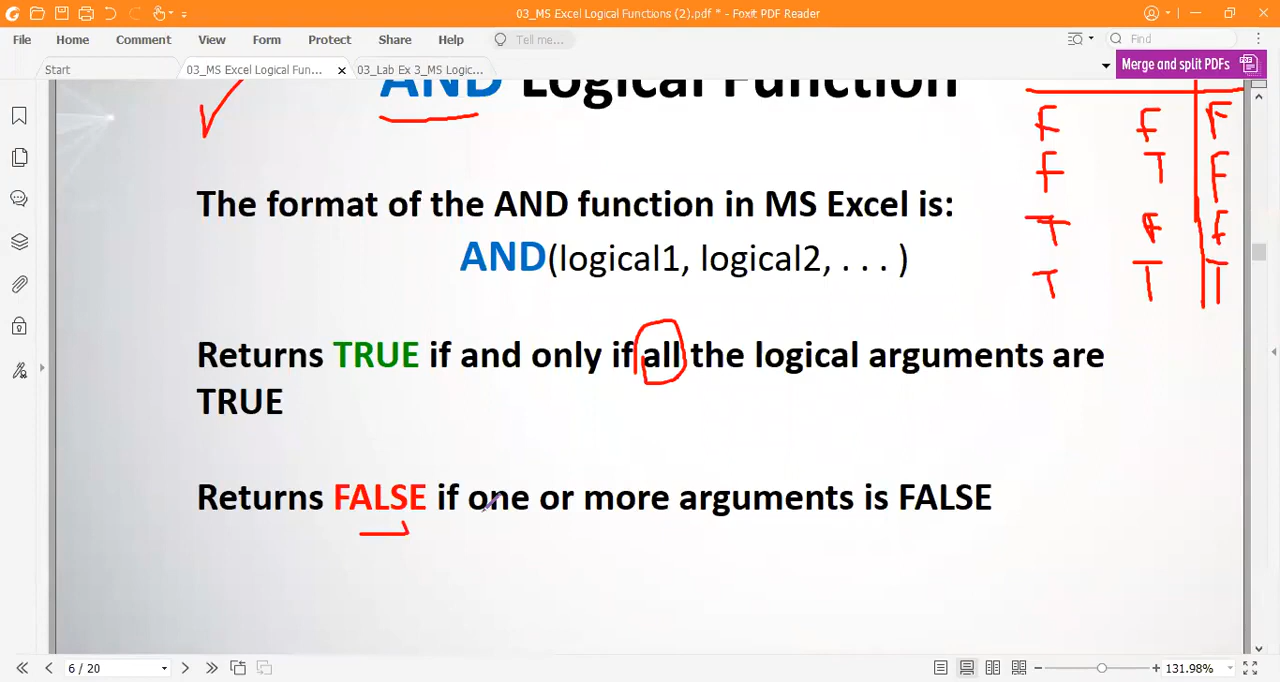 03_MS Excel Logical Functions (2).pdf * - Foxit PDF Reader
File Home Comment View Form Protect Share Help Tell me... Find
Start 03_MS Excel Logical Fun... 03_Lab Ex 3_MS Logic... Merge and split PDFs
AND Logical Function
F F F
F T F
T F F
T T T
The format of the AND function in MS Excel is:
AND(logical1, logical2, . . . )
Returns TRUE if and only if all the logical arguments are
TRUE
Returns FALSE if one or more arguments is FALSE
6 / 20 131.98%